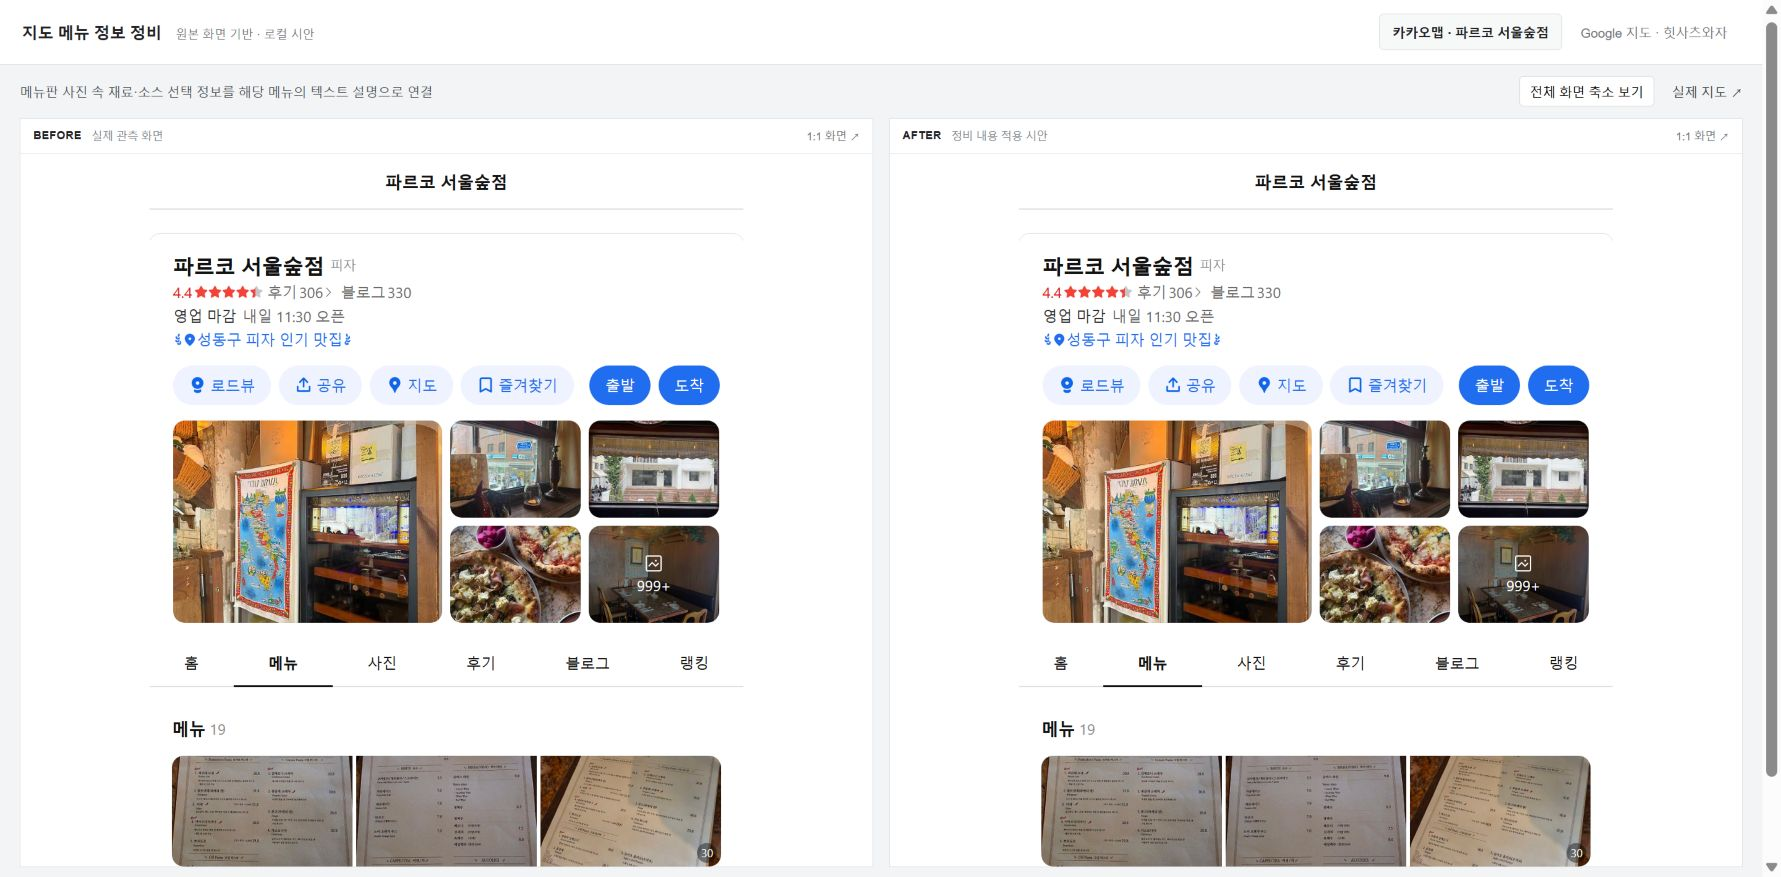 지도 메뉴 정보 정비 원본 화면 기반 · 로컬 시안
카카오맵 · 파르코 서울숲점 Google 지도 · 힛사츠와자
메뉴판 사진 속 재료·소스 선택 정보를 해당 메뉴의 텍스트 설명으로 연결
전체 화면 축소 보기 실제 지도 ↗
BEFORE 실제 관측 화면 1:1 화면 ↗
파르코 서울숲점
파르코 서울숲점 피자
4.4 후기 306 > 블로그 330
영업 마감 내일 11:30 오픈
성동구 피자 인기 맛집
로드뷰 공유 지도 즐겨찾기 출발 도착
999+
홈 메뉴 사진 후기 블로그 랭킹
메뉴 19
30
AFTER 정비 내용 적용 시안 1:1 화면 ↗
파르코 서울숲점
파르코 서울숲점 피자
4.4 후기 306 > 블로그 330
영업 마감 내일 11:30 오픈
성동구 피자 인기 맛집
로드뷰 공유 지도 즐겨찾기 출발 도착
999+
홈 메뉴 사진 후기 블로그 랭킹
메뉴 19
30